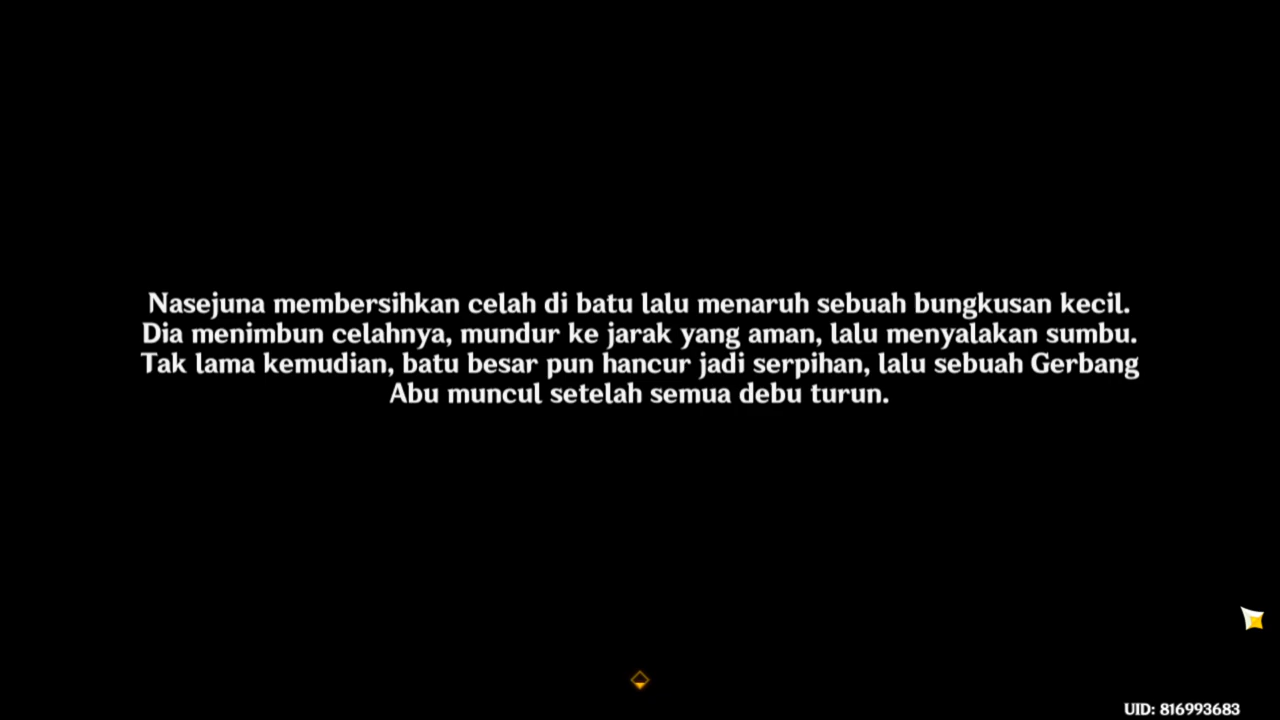 Nasejuna membersihkan celah di batu lalu menaruh sebuah bungkusan kecil.
Dia menimbun celahnya, mundur ke jarak yang aman, lalu menyalakan sumbu.
Tak lama kemudian, batu besar pun hancur jadi serpihan, lalu sebuah Gerbang
Abu muncul setelah semua debu turun.
UID: 816993683